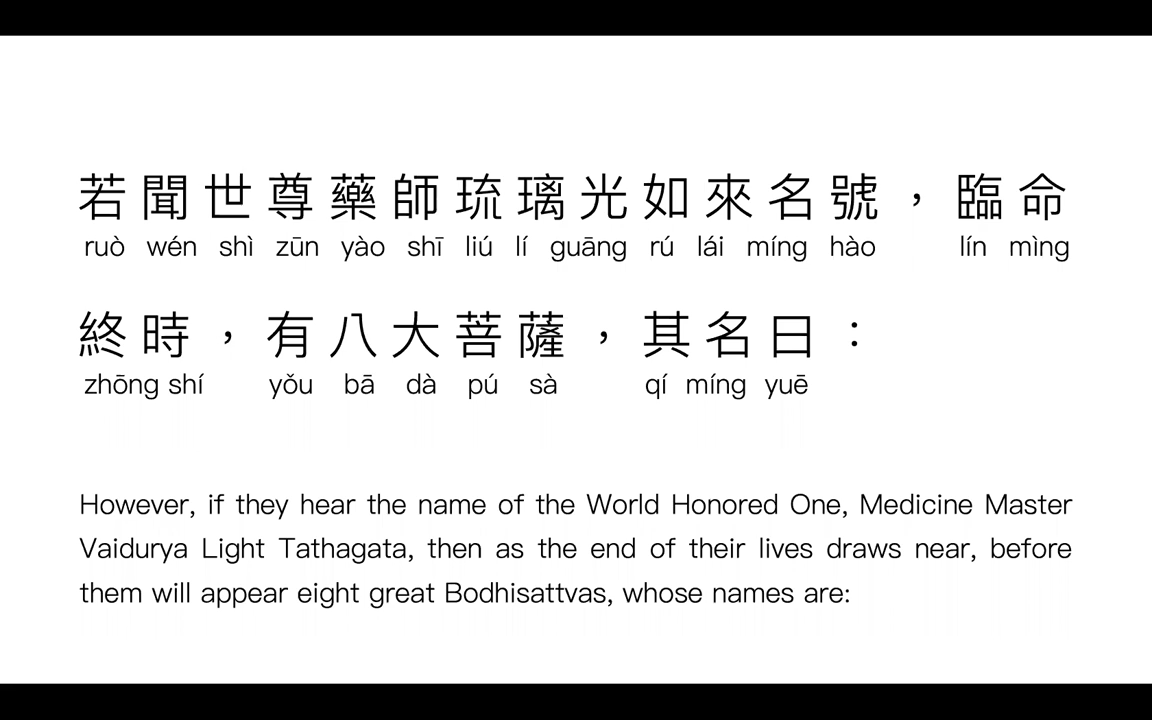 若聞世尊藥師琉璃光如來名號，臨命
ruò wén shì zūn yào shī liú lí guāng rú lái míng hào lín mìng
終時，有八大菩薩，其名曰：
zhōng shí yǒu bā dà pú sà qí míng yuē
However, if they hear the name of the World Honored One, Medicine Master
Vaidurya Light Tathagata, then as the end of their lives draws near, before
them will appear eight great Bodhisattvas, whose names are: